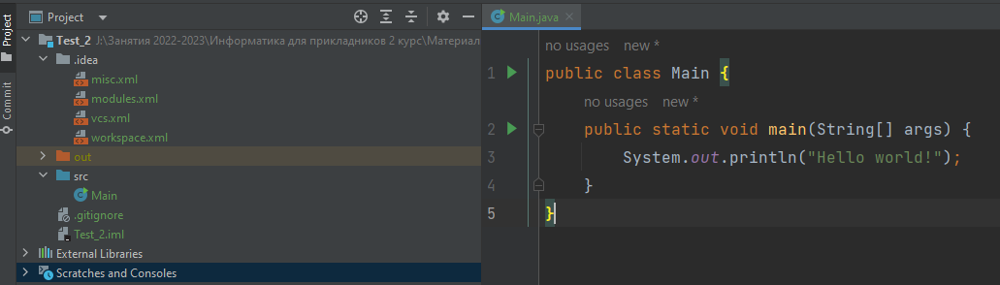 Project
Commit
Project
Test_2 J:\Занятия 2022-2023\Информатика для прикладников 2 курс\Материал
.idea
misc.xml
modules.xml
vcs.xml
workspace.xml
out
src
Main
.gitignore
Test_2.iml
External Libraries
Scratches and Consoles
Main.java
no usages new *
1 public class Main {
no usages new *
2 public static void main(String[] args) {
3 System.out.println("Hello world!");
4 }
5 }